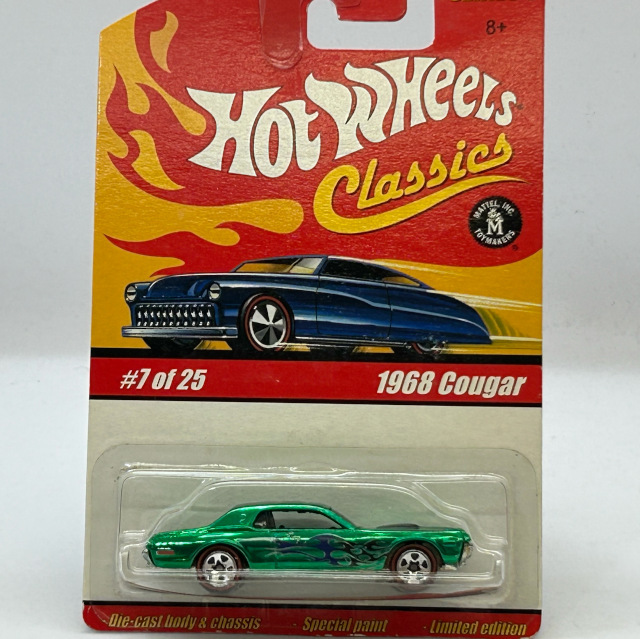 8+
Hot Wheels
Classics
MATTEL, INC.
M
TOYMAKERS
#7 of 25
1968 Cougar
Die-cast body & chassis · Special paint · Limited edition